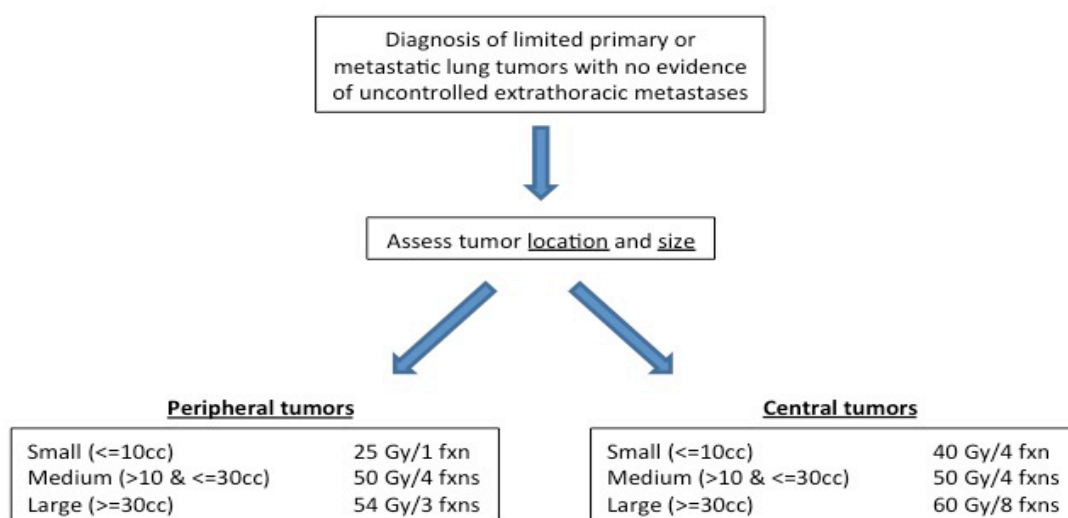 Diagnosis of limited primary or
metastatic lung tumors with no evidence
of uncontrolled extrathoracic metastases
Assess tumor location and size
Peripheral tumors
Small (<=10cc) 25 Gy/1 fxn
Medium (>10 & <=30cc) 50 Gy/4 fxns
Large (>=30cc) 54 Gy/3 fxns
Central tumors
Small (<=10cc) 40 Gy/4 fxn
Medium (>10 & <=30cc) 50 Gy/4 fxns
Large (>=30cc) 60 Gy/8 fxns